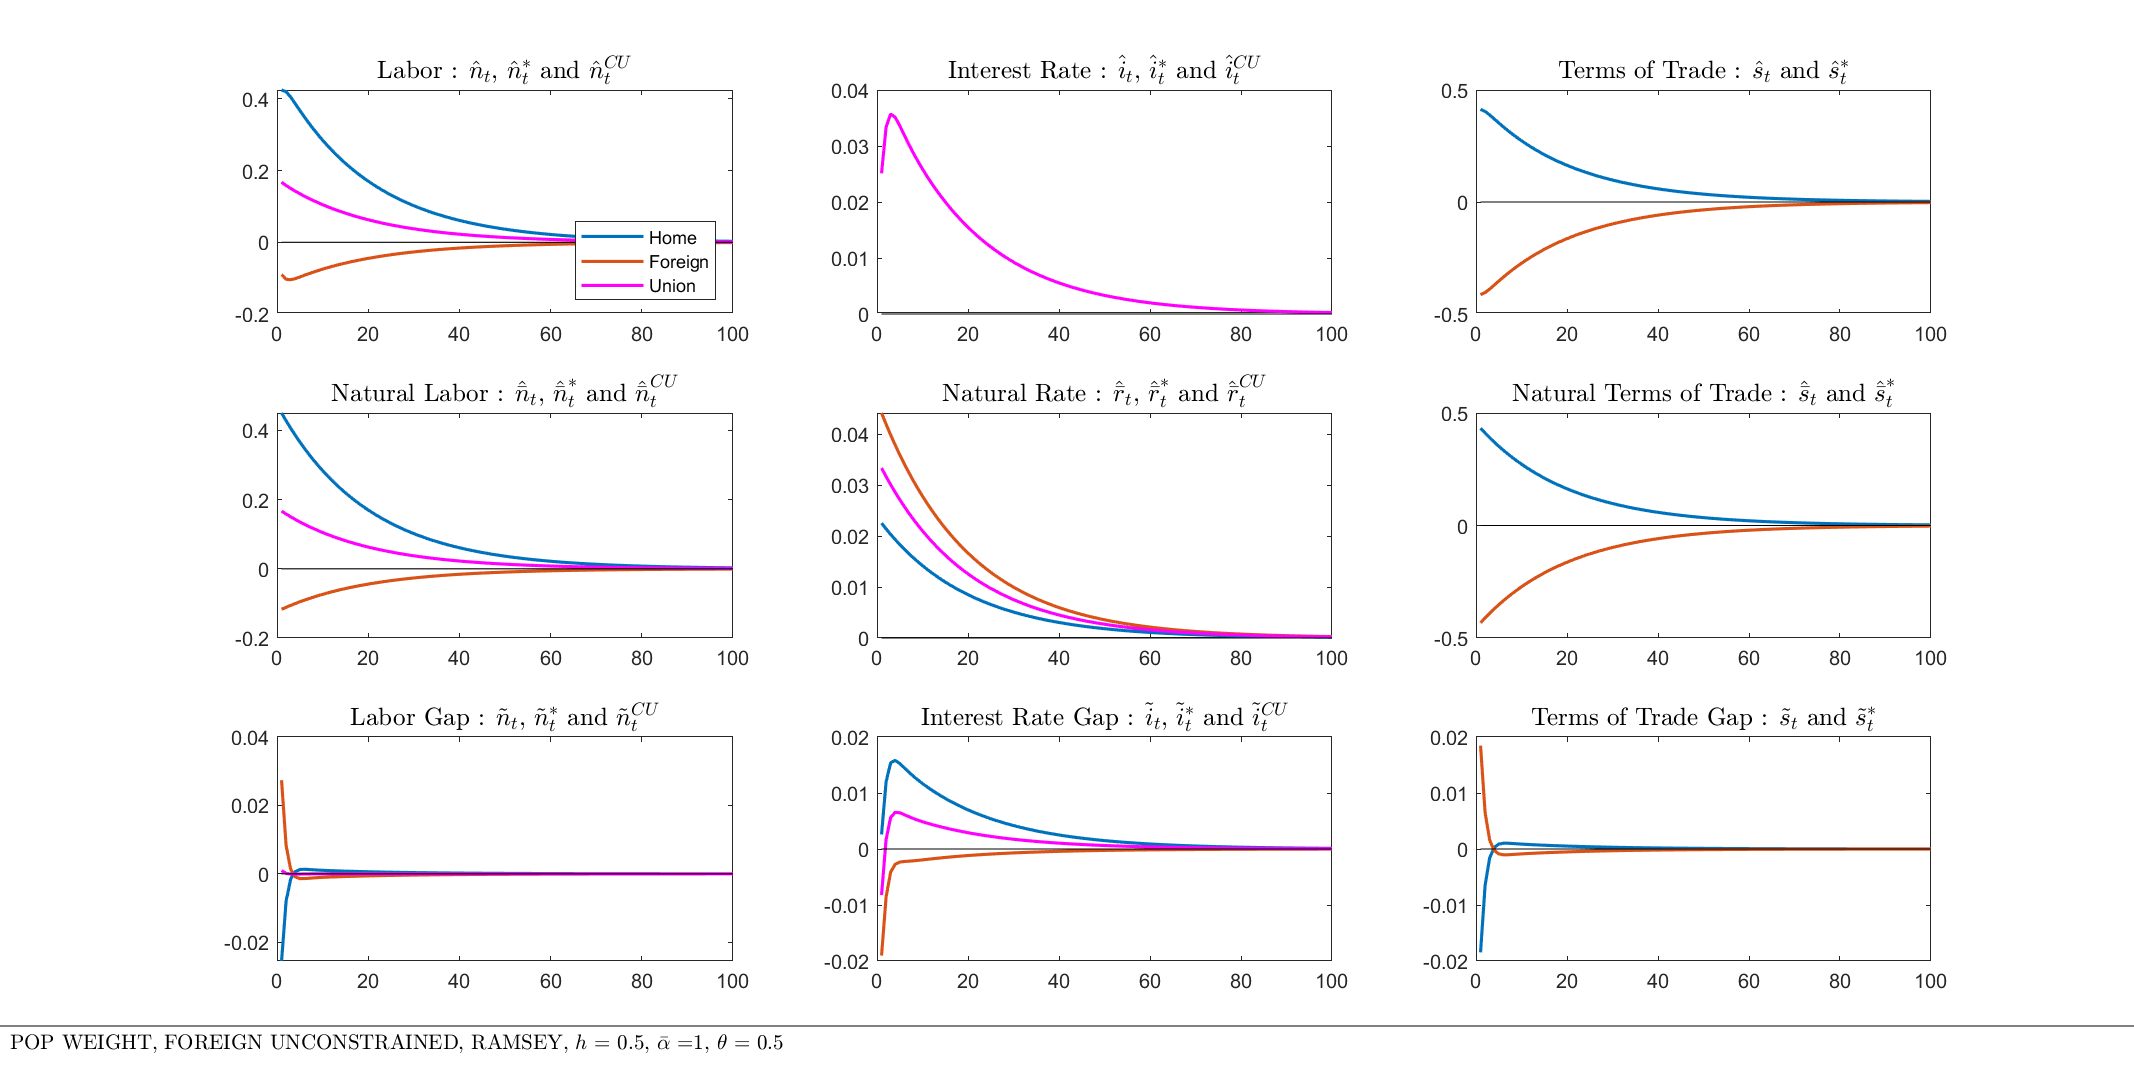 Labor : n̂ₜ, n̂ₜ* and n̂ₜ^CU
Interest Rate : îₜ, îₜ* and îₜ^CU
Terms of Trade : ŝₜ and ŝₜ*
0.4
0.2
0
-0.2
0 20 40 60 80 100
Home
Foreign
Union
0.04
0.03
0.02
0.01
0
0 20 40 60 80 100
0.5
0
-0.5
0 20 40 60 80 100
Natural Labor : n̄̂ₜ, n̄̂ₜ* and n̄̂ₜ^CU
Natural Rate : r̄̂ₜ, r̄̂ₜ* and r̄̂ₜ^CU
Natural Terms of Trade : s̄̂ₜ and s̄̂ₜ*
0.4
0.2
0
-0.2
0 20 40 60 80 100
0.04
0.03
0.02
0.01
0
0 20 40 60 80 100
0.5
0
-0.5
0 20 40 60 80 100
Labor Gap : ñₜ, ñₜ* and ñₜ^CU
Interest Rate Gap : ĩₜ, ĩₜ* and ĩₜ^CU
Terms of Trade Gap : s̃ₜ and s̃ₜ*
0.04
0.02
0
-0.02
0 20 40 60 80 100
0.02
0.01
0
-0.01
-0.02
0 20 40 60 80 100
0.02
0.01
0
-0.01
-0.02
0 20 40 60 80 100
POP WEIGHT, FOREIGN UNCONSTRAINED, RAMSEY, h = 0.5, ᾱ =1, θ = 0.5